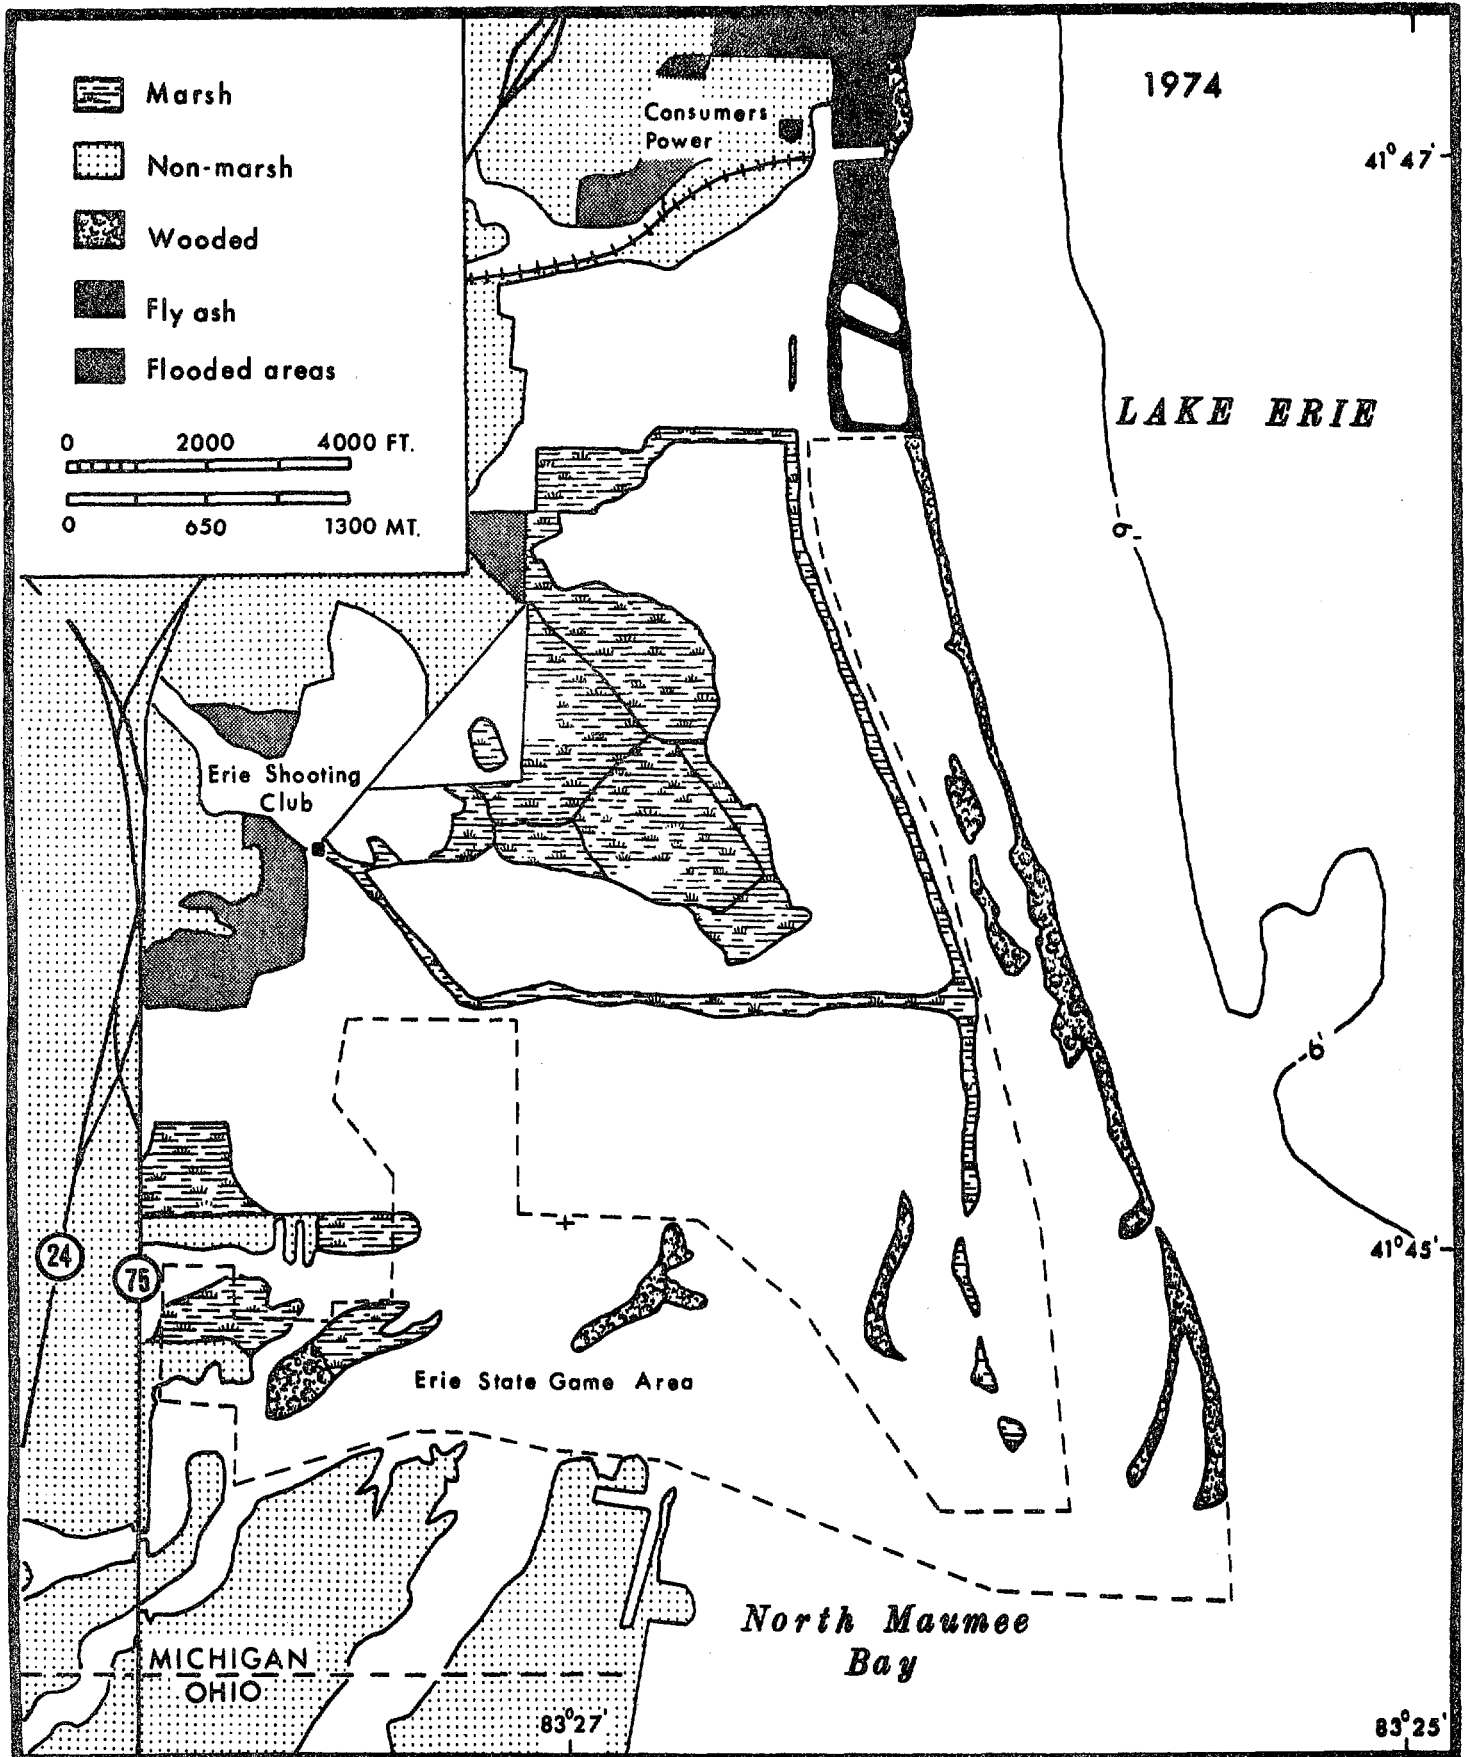 Marsh
Non-marsh
Wooded
Fly ash
Flooded areas
0 2000 4000 FT.
0 650 1300 MT.
Consumers
Power
1974
41° 47'
LAKE ERIE
6'
Erie Shooting
Club
6'
24
75
41° 45'
Erie State Game Area
North Maumee
Bay
MICHIGAN
OHIO
83° 27'
83° 25'